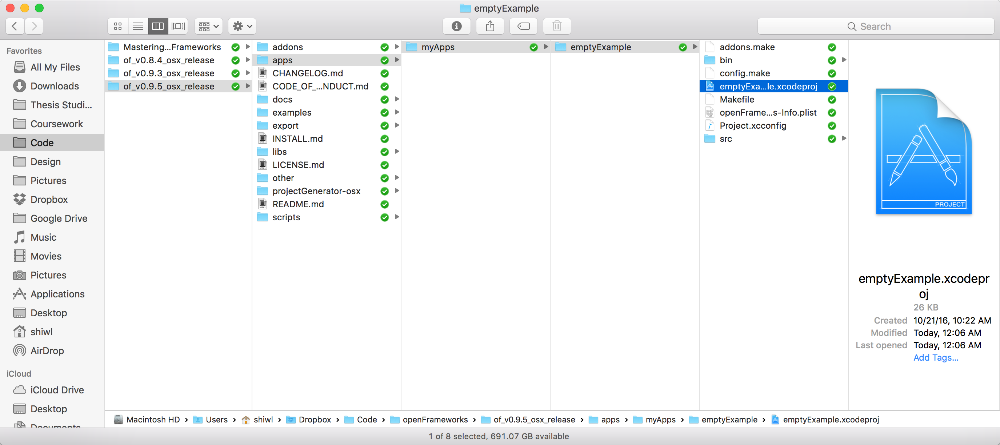 emptyExample
Search
Favorites
All My Files
Downloads
Thesis Studi...
Coursework
Code
Design
Pictures
Dropbox
Google Drive
Music
Movies
Pictures
Applications
Desktop
shiwl
AirDrop
iCloud
iCloud Drive
Desktop
Documents
Mastering...Frameworks
of_v0.8.4_osx_release
of_v0.9.3_osx_release
of_v0.9.5_osx_release
addons
apps
CHANGELOG.md
CODE_OF_...NDUCT.md
docs
examples
export
INSTALL.md
libs
LICENSE.md
other
projectGenerator-osx
README.md
scripts
myApps
emptyExample
addons.make
bin
config.make
emptyExa...le.xcodeproj
Makefile
openFrame...s-Info.plist
Project.xcconfig
src
PROJECT
emptyExample.xcodepr
oj
26 KB
Created 10/21/16, 10:22 AM
Modified Today, 12:06 AM
Last opened Today, 12:06 AM
Add Tags...
Macintosh HD › Users › shiwl › Dropbox › Code › openFrameworks › of_v0.9.5_osx_release › apps › myApps › emptyExample › emptyExample.xcodeproj
1 of 8 selected, 691.07 GB available